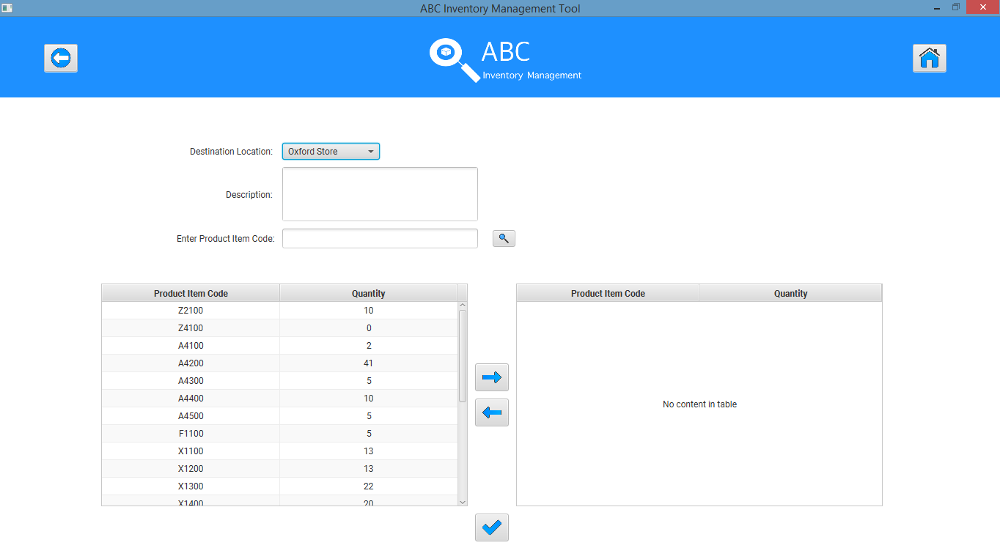 ABC Inventory Management Tool
ABC
Inventory Management
Destination Location: Oxford Store
Description:
Enter Product Item Code:
Product Item Code Quantity
Z2100 10
Z4100 0
A4100 2
A4200 41
A4300 5
A4400 10
A4500 5
F1100 5
X1100 13
X1200 13
X1300 22
X1400 20
Product Item Code Quantity
No content in table